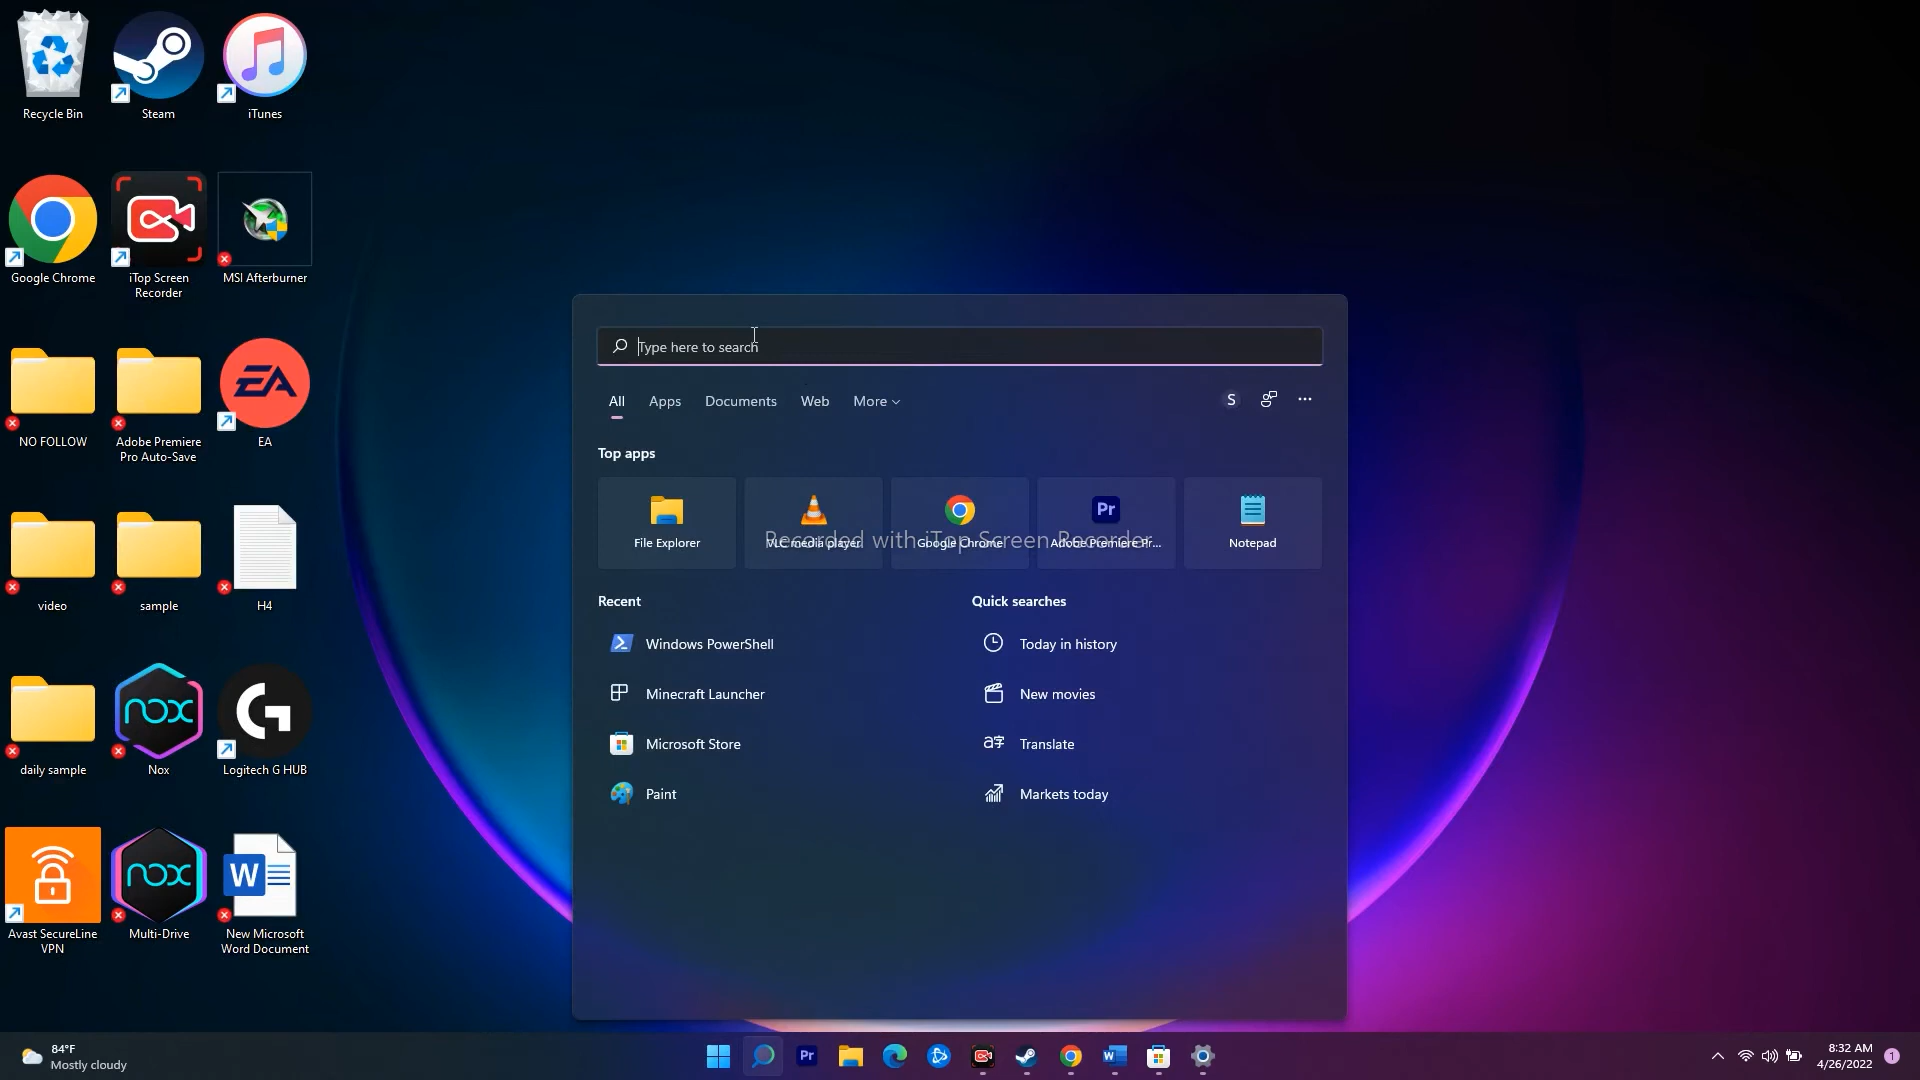 Recycle Bin
Steam
iTunes
Google Chrome
iTop Screen
Recorder
MSI Afterburner
NO FOLLOW
Adobe Premiere
Pro Auto-Save
EA
EA
video
sample
H4
nox
G
daily sample
Nox
Logitech G HUB
nox
W
Avast SecureLine
VPN
Multi-Drive
New Microsoft
Word Document
Type here to search
All Apps Documents Web More
S
Top apps
Pr
File Explorer
VLC media player
Google Chrome
Adobe Premiere Pr...
Notepad
Recorded with iTop Screen Recorder
Recent
Windows PowerShell
Minecraft Launcher
Microsoft Store
Paint
Quick searches
Today in history
New movies
Translate
Markets today
84°F
Mostly cloudy
Pr
W
8:32 AM
4/26/2022
1